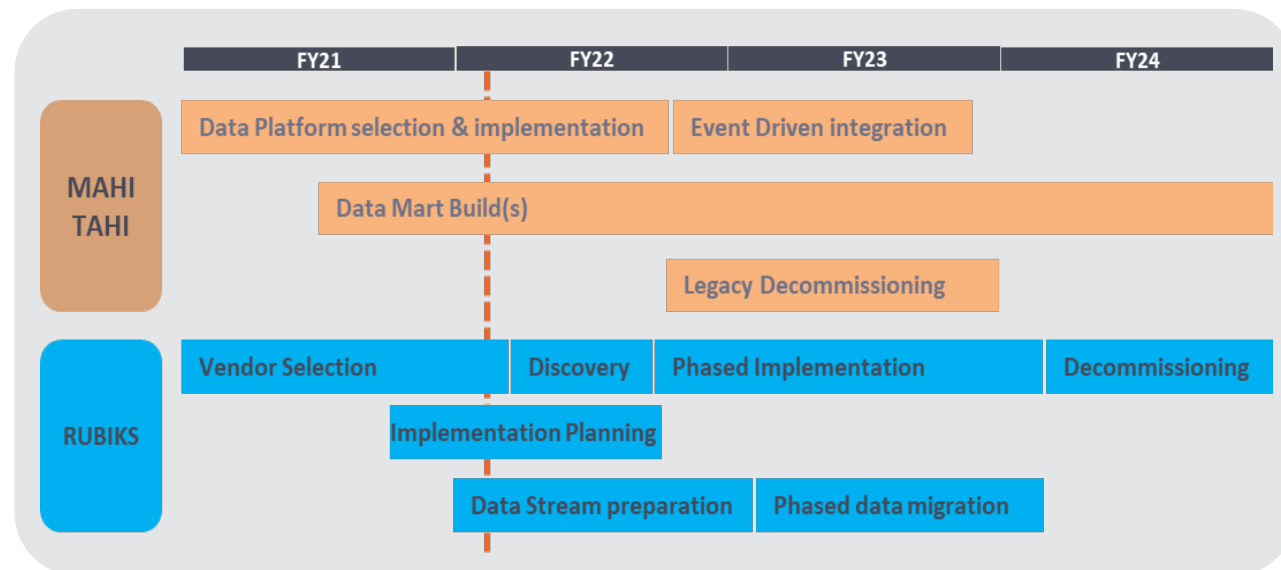 FY21 FY22 FY23 FY24
MAHI
TAHI
Data Platform selection & implementation
Event Driven integration
Data Mart Build(s)
Legacy Decommissioning
RUBIKS
Vendor Selection
Discovery
Phased Implementation
Decommissioning
Implementation Planning
Data Stream preparation
Phased data migration